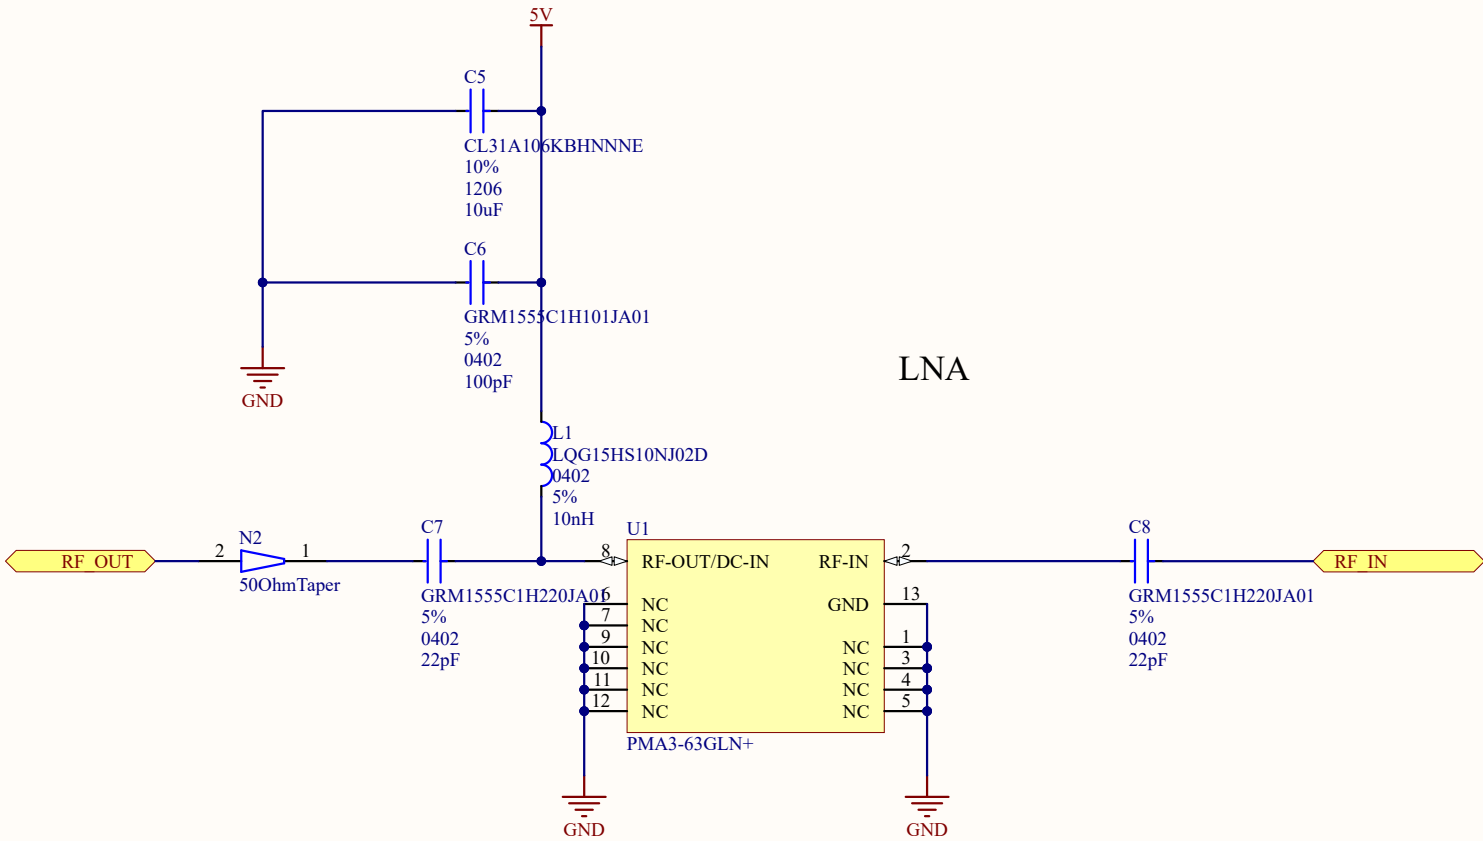 5V
C5
CL31A106KBHNNNE
10%
1206
10uF
C6
GRM1555C1H101JA01
5%
0402
100pF
GND
LNA
L1
LQG15HS10NJ02D
0402
5%
10nH
RF_OUT
2
N2
1
50OhmTaper
C7
GRM1555C1H220JA01
5%
0402
22pF
U1
8
RF-OUT/DC-IN
RF-IN
2
6
NC
GND
13
7
NC
9
NC
NC
1
10
NC
NC
3
11
NC
NC
4
12
NC
NC
5
PMA3-63GLN+
C8
GRM1555C1H220JA01
5%
0402
22pF
RF_IN
GND
GND